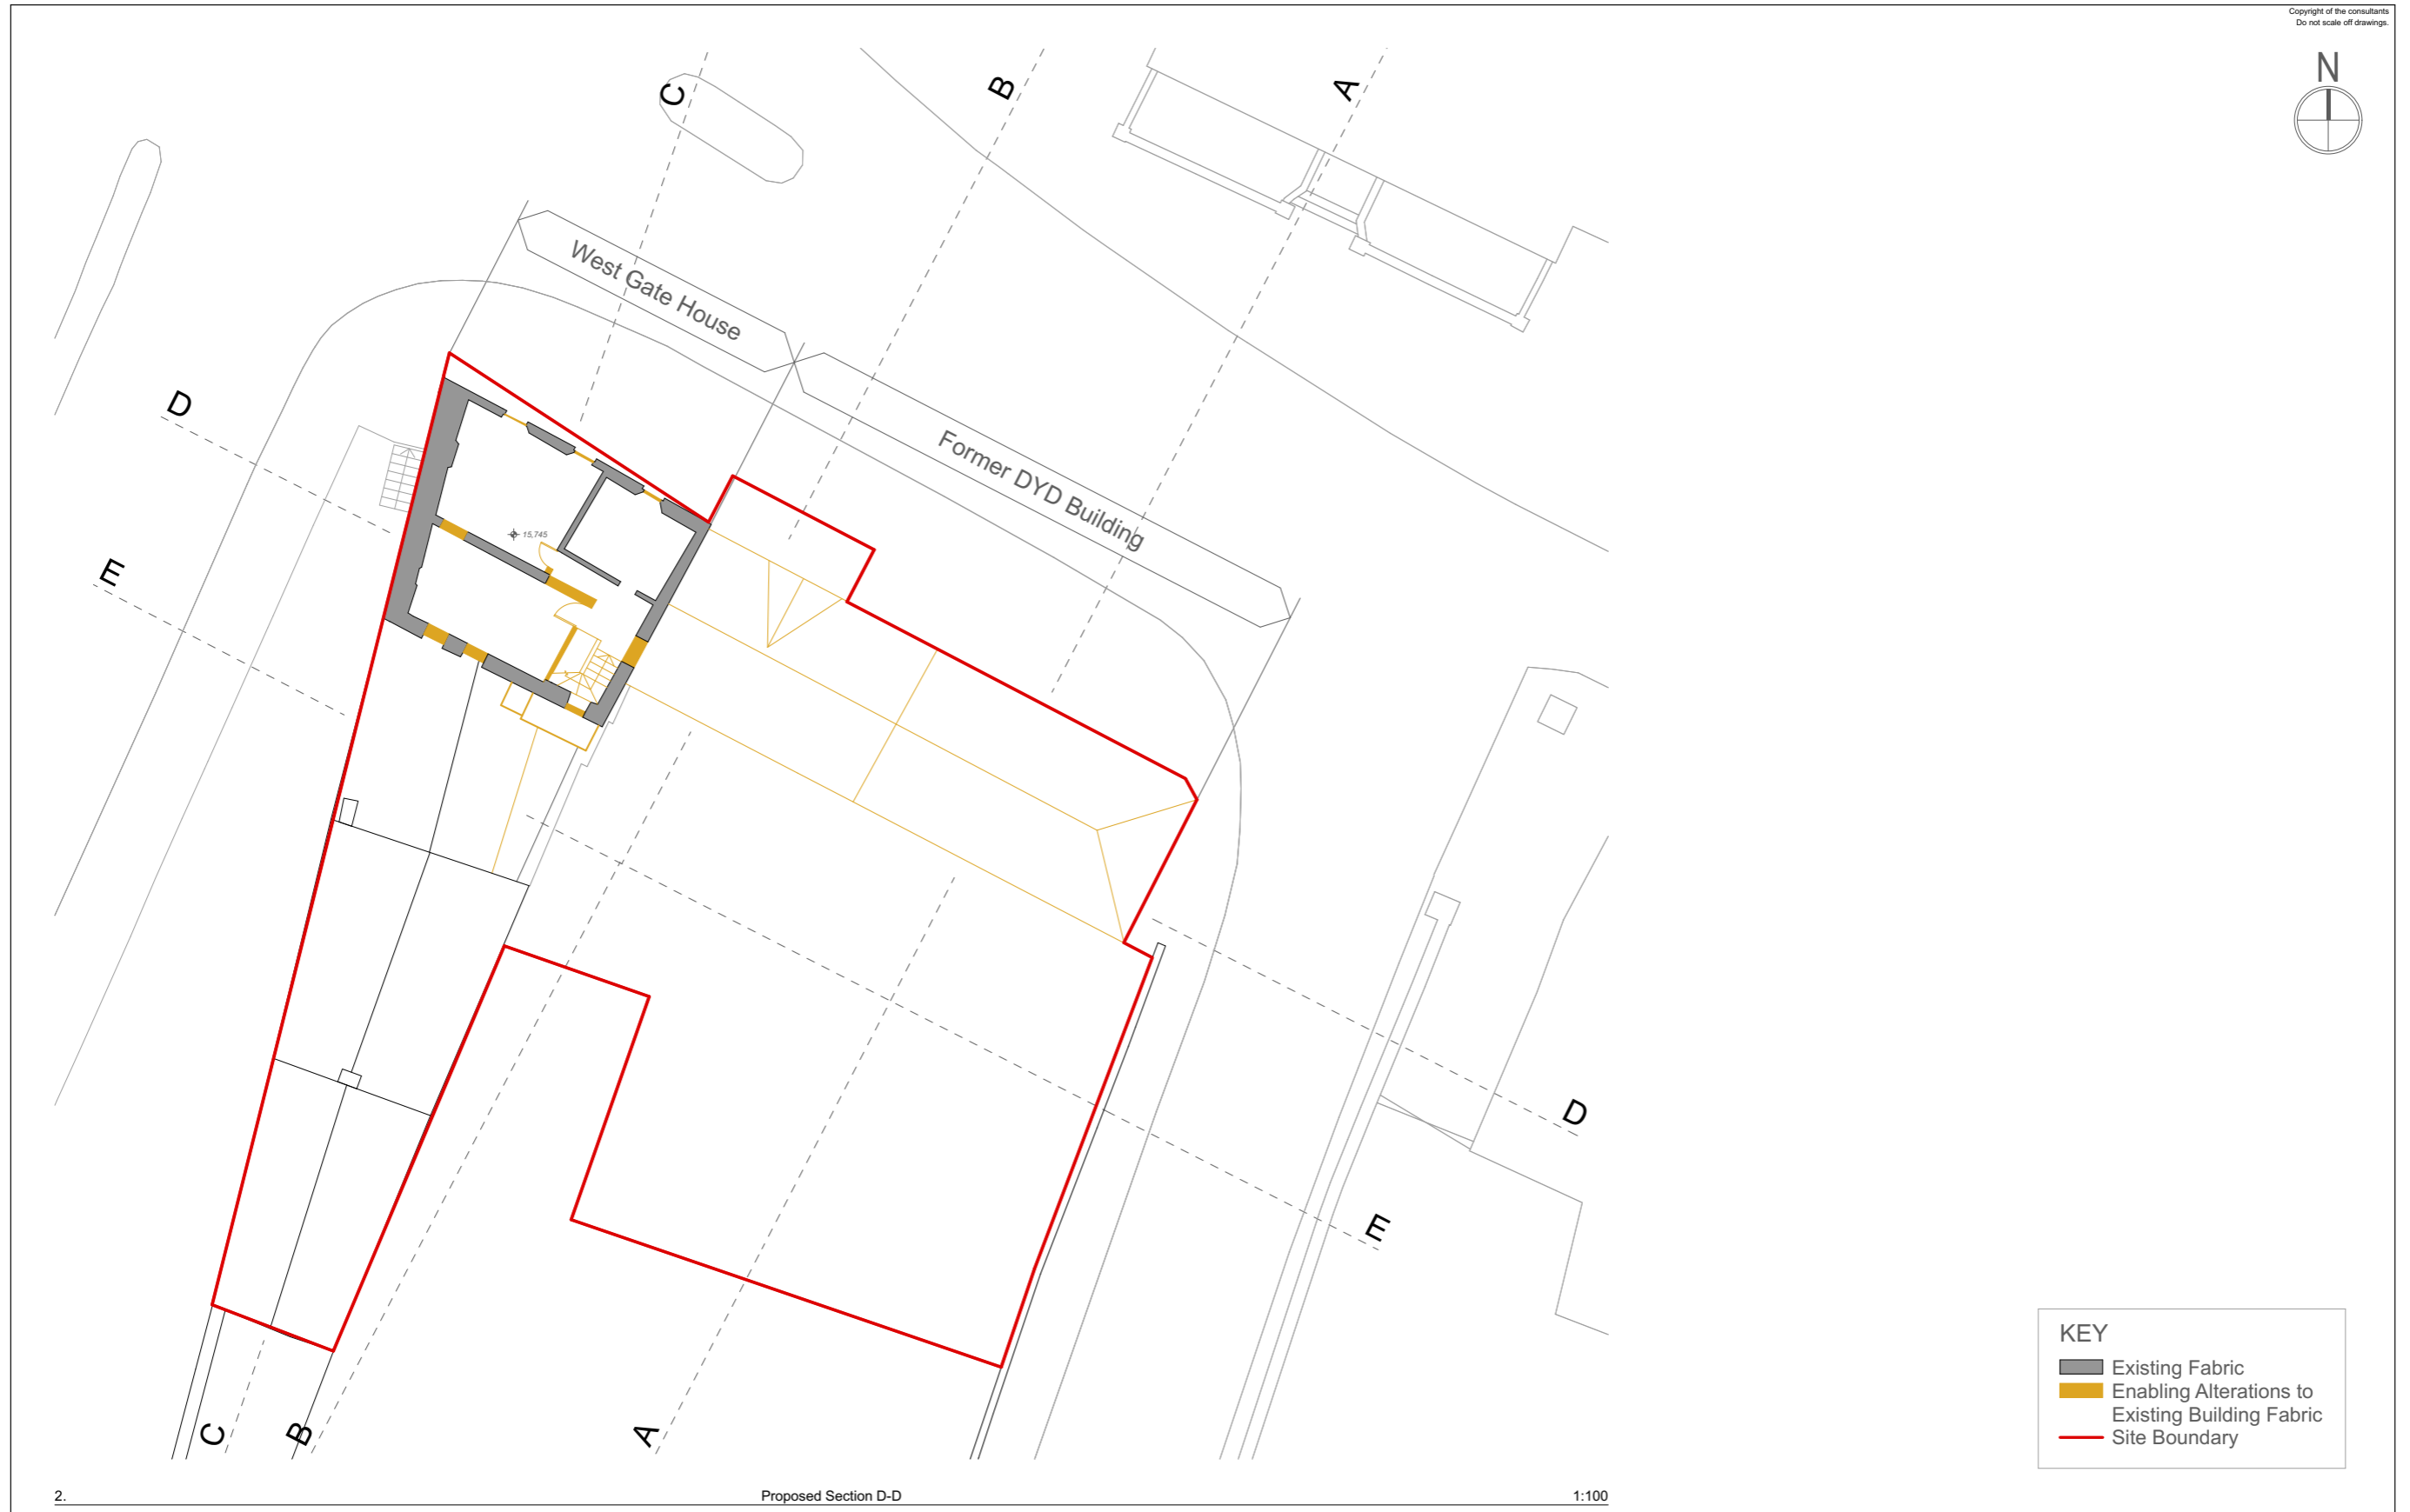 Copyright of the consultants
Do not scale off drawings.
N
C
B
A
West Gate House
Former DYD Building
D
E
15,745
D
E
C
B
A
KEY
Existing Fabric
Enabling Alterations to
Existing Building Fabric
Site Boundary
2.
Proposed Section D-D
1:100